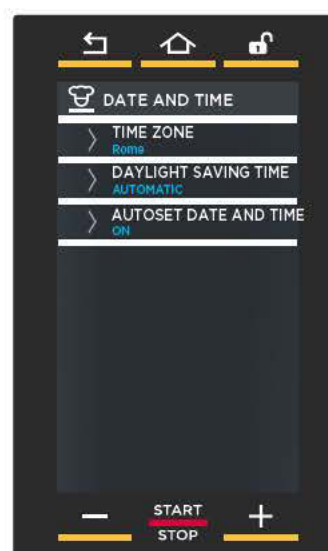 DATE AND TIME
TIME ZONE
Rome
DAYLIGHT SAVING TIME
AUTOMATIC
AUTOSET DATE AND TIME
ON
START
STOP